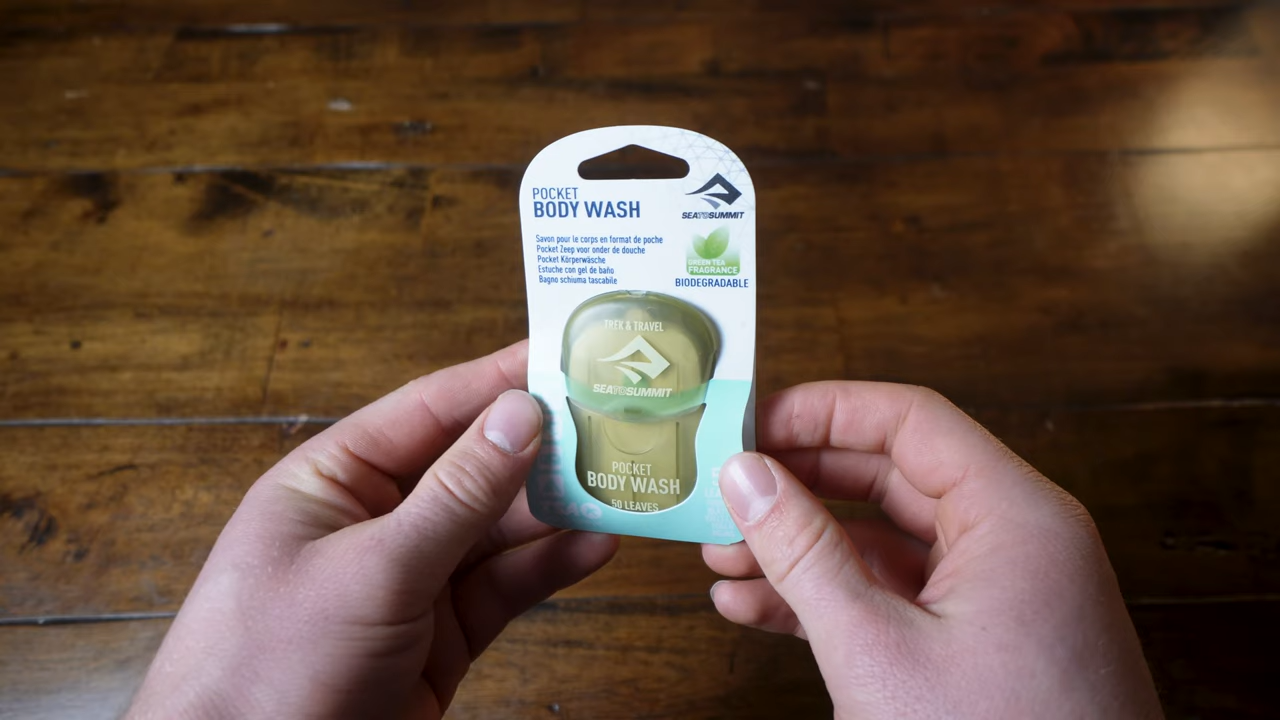 POCKET
BODY WASH
SEA TO SUMMIT
Savon pour le corps en format de poche
Pocket Zeep voor onder de douche
Pocket Körperwäsche
Estuche con gel de baño
Bagno schiuma tascabile
GREEN TEA
FRAGRANCE
BIODEGRADABLE
TREK & TRAVEL
SEA TO SUMMIT
POCKET
BODY WASH
50 LEAVES